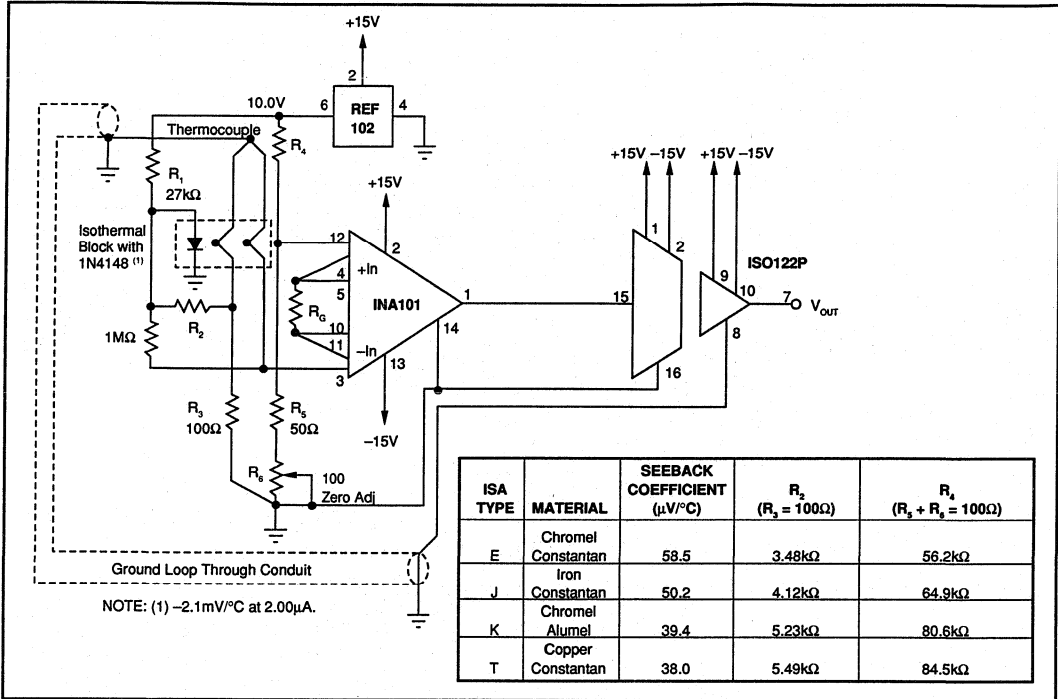 +15V
2
10.0V
6
REF
102
4
Thermocouple
R4
R1
27kΩ
+15V
+15V –15V
+15V –15V
Isothermal
Block with
1N4148 (1)
12
2
+In
4
5
RG
INA101
1
10
11
–In
14
3
13
–15V
R2
1MΩ
R3
100Ω
R5
50Ω
R6
100
Zero Adj
1
2
15
16
ISO122P
9
10
7
VOUT
8
Ground Loop Through Conduit
NOTE: (1) –2.1mV/°C at 2.00µA.
ISA TYPE MATERIAL SEEBACK COEFFICIENT (µV/°C) R2 (R3 = 100Ω) R4 (R5 + R6 = 100Ω)
E Chromel Constantan 58.5 3.48kΩ 56.2kΩ
J Iron Constantan 50.2 4.12kΩ 64.9kΩ
K Chromel Alumel 39.4 5.23kΩ 80.6kΩ
T Copper Constantan 38.0 5.49kΩ 84.5kΩ